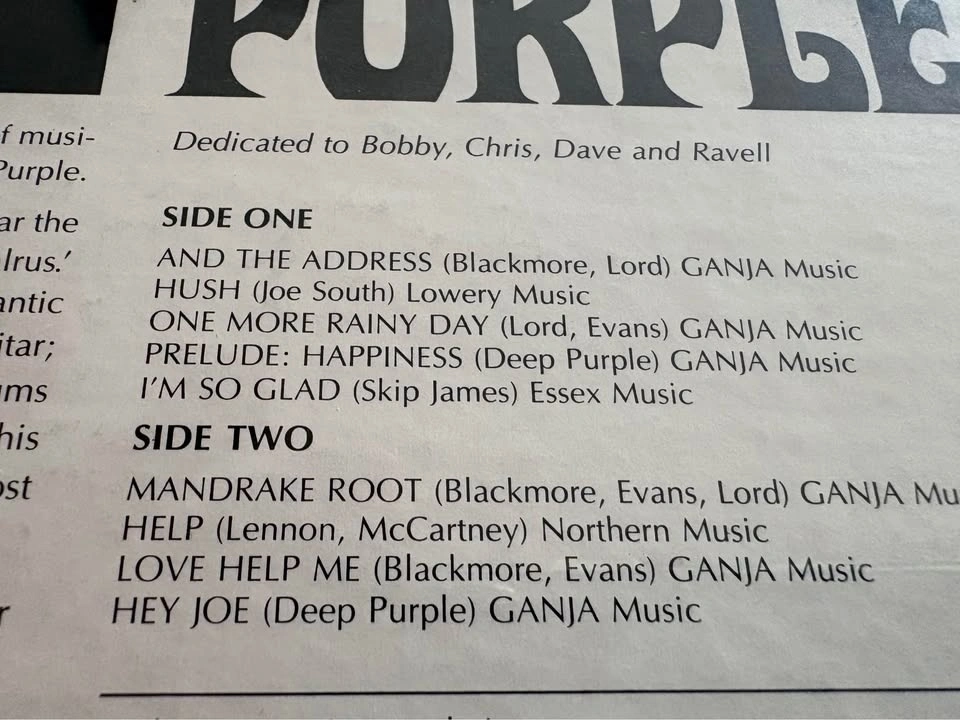 PURPLE
f musi-
Purple.
ar the
lrus.'
antic
itar;
ums
his
ost
r
Dedicated to Bobby, Chris, Dave and Ravell
SIDE ONE
AND THE ADDRESS (Blackmore, Lord) GANJA Music
HUSH (Joe South) Lowery Music
ONE MORE RAINY DAY (Lord, Evans) GANJA Music
PRELUDE: HAPPINESS (Deep Purple) GANJA Music
I'M SO GLAD (Skip James) Essex Music
SIDE TWO
MANDRAKE ROOT (Blackmore, Evans, Lord) GANJA Mu
HELP (Lennon, McCartney) Northern Music
LOVE HELP ME (Blackmore, Evans) GANJA Music
HEY JOE (Deep Purple) GANJA Music